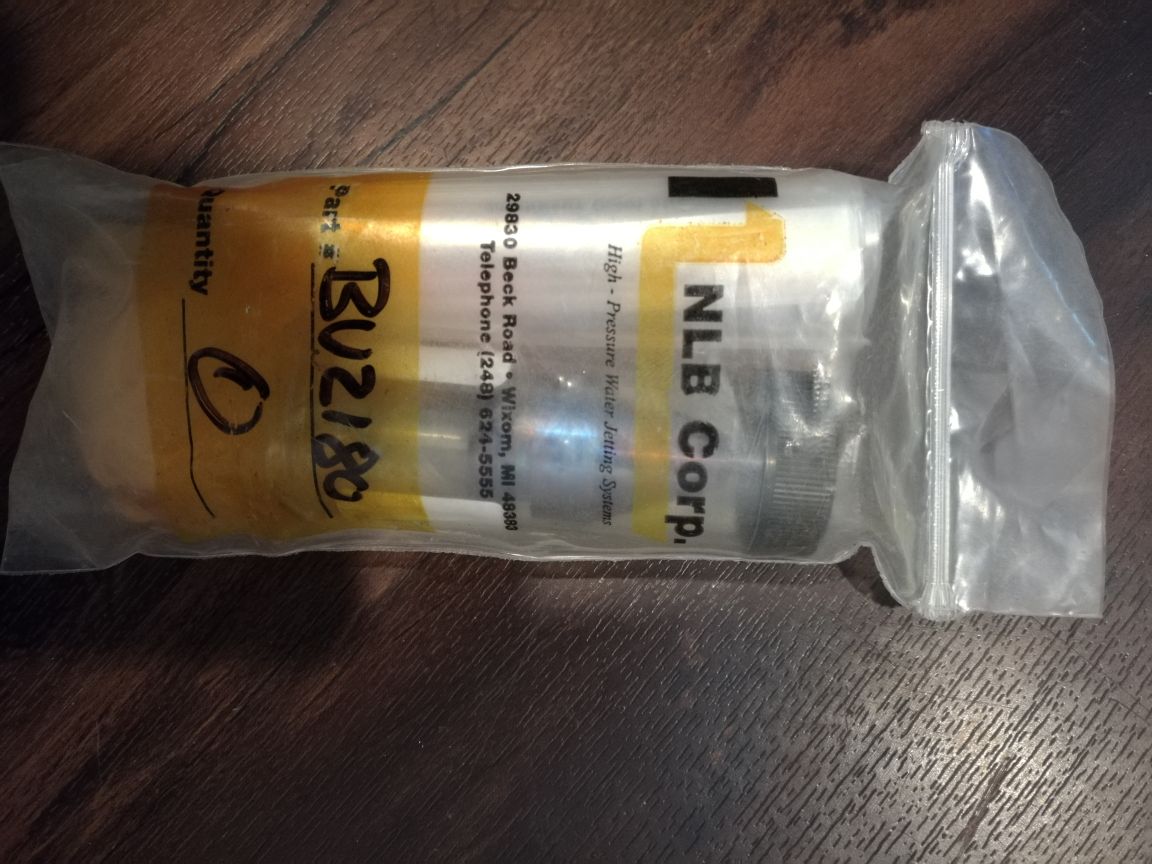 NLB Corp.
High - Pressure Water Jetting Systems
29830 Beck Road • Wixom, MI 48393
Telephone (248) 624-5555
Part # BU2180
Quantity